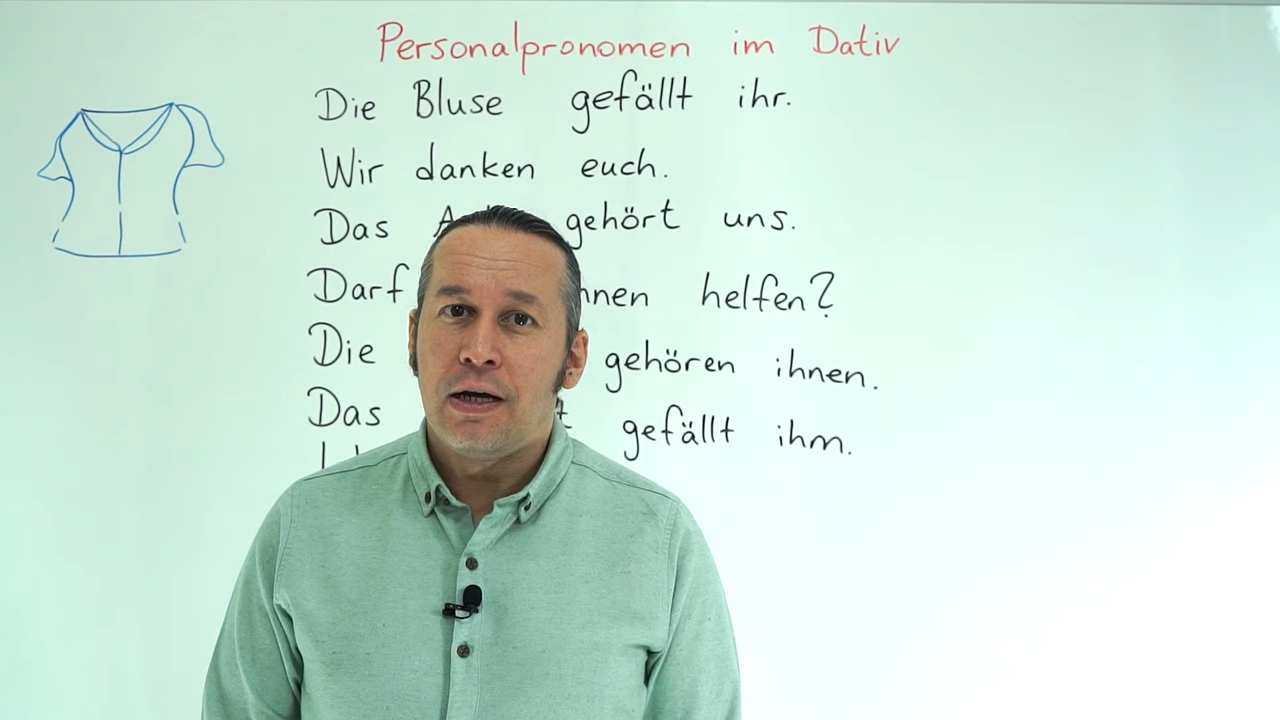 Personalpronomen im Dativ
Die Bluse gefällt ihr.
Wir danken euch.
Das gehört uns.
Darf helfen?
Die gehören ihnen.
Das gefällt ihm.